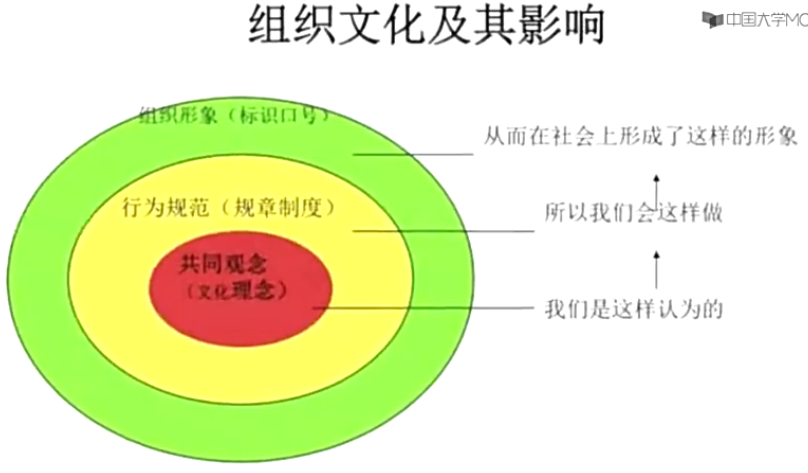 组织文化及其影响
中国大学MO
组织形象（标识口号）
从而在社会上形成了这样的形象
行为规范（规章制度）
所以我们会这样做
共同观念
（文化理念）
我们是这样认为的